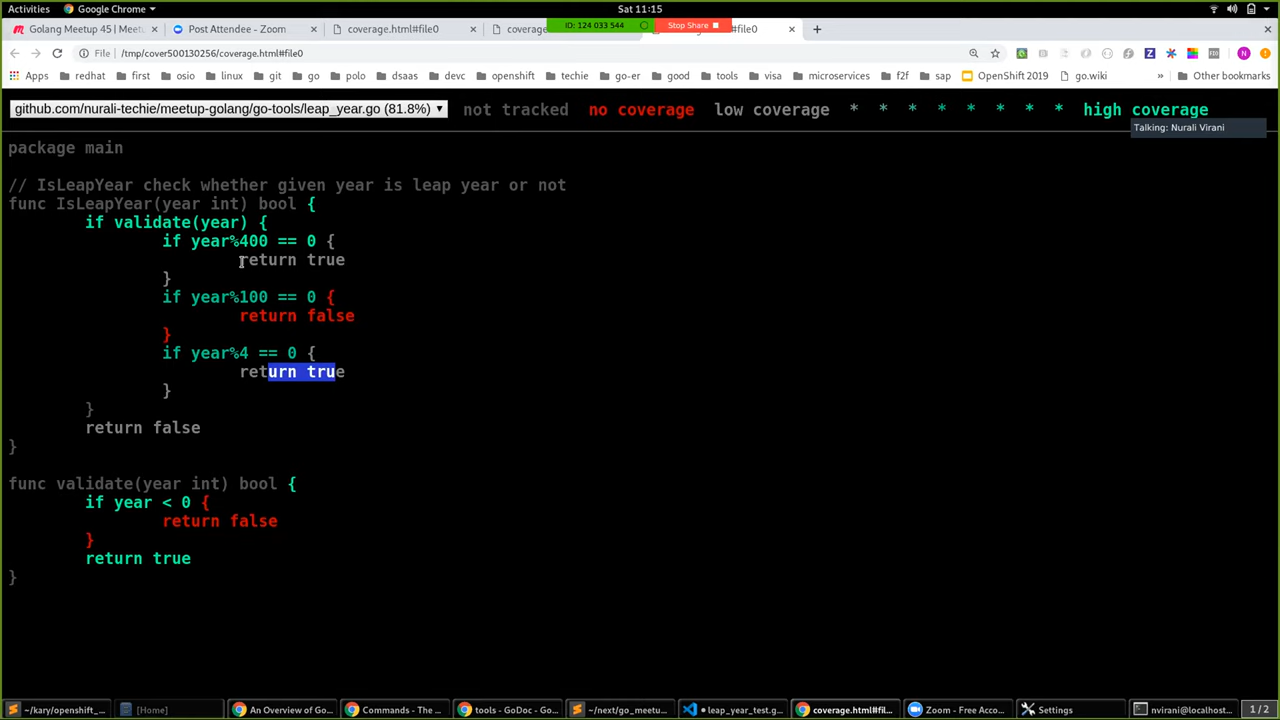 Activities Google Chrome Sat 11:15
ID: 124 033 544 Stop Share
Golang Meetup 45 | Meetu × Post Attendee - Zoom × coverage.html#file0 × #file0 × +
File /tmp/cover500130256/coverage.html#file0
Apps redhat first osio linux git go polo dsaas devc openshift techie go-er good tools visa microservices f2f sap OpenShift 2019 go.wiki » Other bookmarks
github.com/nurali-techie/meetup-golang/go-tools/leap_year.go (81.8%) not tracked no coverage low coverage * * * * * * * * high coverage
Talking: Nurali Virani
package main
// IsLeapYear check whether given year is leap year or not
func IsLeapYear(year int) bool {
if validate(year) {
if year%400 == 0 {
return true
}
if year%100 == 0 {
return false
}
if year%4 == 0 {
return true
}
}
return false
}
func validate(year int) bool {
if year < 0 {
return false
}
return true
}
~/kary/openshift_... [Home] An Overview of Go... Commands - The ... tools - GoDoc - Go... ~/next/go_meetu... • leap_year_test.g... coverage.html#fil... Zoom - Free Acco... Settings nvirani@localhost... 1 / 2